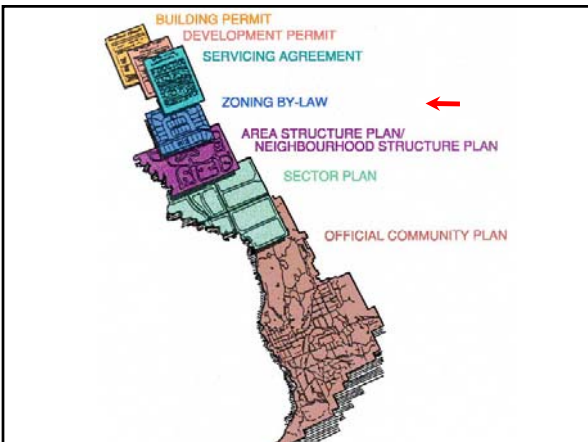 BUILDING PERMIT
DEVELOPMENT PERMIT
SERVICING AGREEMENT
ZONING BY-LAW
AREA STRUCTURE PLAN/
NEIGHBOURHOOD STRUCTURE PLAN
SECTOR PLAN
OFFICIAL COMMUNITY PLAN